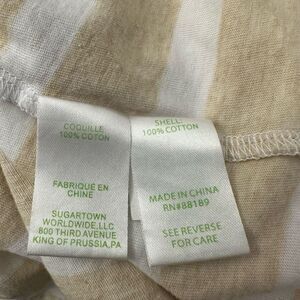 COQUILLE
100% COTON
FABRIQUÉ EN
CHINE
SUGARTOWN
WORLDWIDE, LLC
800 THIRD AVENUE
KING OF PRUSSIA, PA
SHELL:
100% COTTON
MADE IN CHINA
RN#88189
SEE REVERSE
FOR CARE